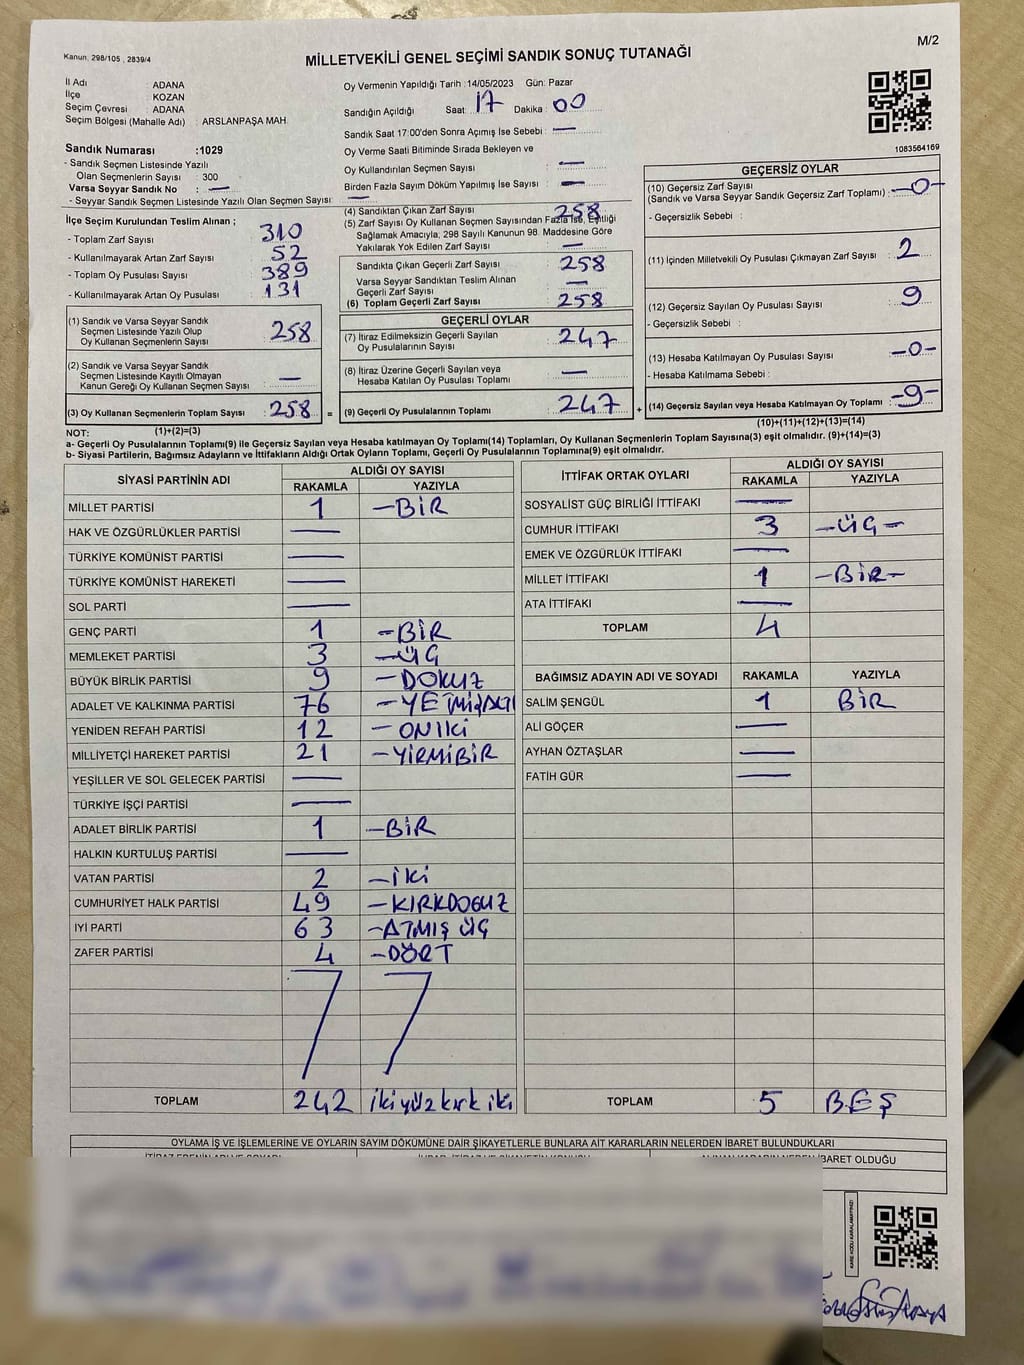 M/2
Kanun, 298/105 , 2839/4
MİLLETVEKİLİ GENEL SEÇİMİ SANDIK SONUÇ TUTANAĞI
İl Adı : ADANA
İlçe : KOZAN
Seçim Çevresi : ADANA
Seçim Bölgesi (Mahalle Adı) : ARSLANPAŞA MAH.
Sandık Numarası :1029
- Sandık Seçmen Listesinde Yazılı
Olan Seçmenlerin Sayısı : 300
Varsa Seyyar Sandık No : —
- Seyyar Sandık Seçmen Listesinde Yazılı Olan Seçmen Sayısı: —
Oy Vermenin Yapıldığı Tarih :14/05/2023 Gün: Pazar
Sandığın Açıldığı Saat: 17 Dakika : 00
Sandık Saat 17:00'den Sonra Açımış İse Sebebi : —
Oy Verme Saati Bitiminde Sırada Bekleyen ve
Oy Kullandırılan Seçmen Sayısı : —
Birden Fazla Sayım Döküm Yapılmış İse Sayısı : —
1083564169
İlçe Seçim Kurulundan Teslim Alınan ;
- Toplam Zarf Sayısı : 310
- Kullanılmayarak Artan Zarf Sayısı : 52
- Toplam Oy Pusulası Sayısı : 389
- Kullanılmayarak Artan Oy Pusulası : 131
(1) Sandık ve Varsa Seyyar Sandık
Seçmen Listesinde Yazılı Olup
Oy Kullanan Seçmenlerin Sayısı : 258
(2) Sandık ve Varsa Seyyar Sandık
Seçmen Listesinde Kayıtlı Olmayan
Kanun Gereği Oy Kullanan Seçmen Sayısı : —
(3) Oy Kullanan Seçmenlerin Toplam Sayısı : 258 =
(1)+(2)=(3)
(4) Sandıktan Çıkan Zarf Sayısı : 258
(5) Zarf Sayısı Oy Kullanan Seçmen Sayısından Fazla İse, Eşitliği
Sağlamak Amacıyla, 298 Sayılı Kanunun 98. Maddesine Göre
Yakılarak Yok Edilen Zarf Sayısı : —
Sandıkta Çıkan Geçerli Zarf Sayısı : 258
Varsa Seyyar Sandıktan Teslim Alınan
Geçerli Zarf Sayısı : —
(6) Toplam Geçerli Zarf Sayısı : 258
GEÇERLİ OYLAR
(7) İtiraz Edilmeksizin Geçerli Sayılan
Oy Pusulalarının Sayısı : 247
(8) İtiraz Üzerine Geçerli Sayılan veya
Hesaba Katılan Oy Pusulası Toplamı : —
(9) Geçerli Oy Pusulalarının Toplamı : 247 +
GEÇERSİZ OYLAR
(10) Geçersiz Zarf Sayısı
(Sandık ve Varsa Seyyar Sandık Geçersiz Zarf Toplamı) : -0-
- Geçersizlik Sebebi :
(11) İçinden Milletvekili Oy Pusulası Çıkmayan Zarf Sayısı : 2
(12) Geçersiz Sayılan Oy Pusulası Sayısı : 9
- Geçersizlik Sebebi :
(13) Hesaba Katılmayan Oy Pusulası Sayısı : -0-
- Hesaba Katılmama Sebebi :
(14) Geçersiz Sayılan veya Hesaba Katılmayan Oy Toplamı : -9-
(10)+(11)+(12)+(13)=(14)
NOT:
a- Geçerli Oy Pusulalarının Toplamı(9) ile Geçersiz Sayılan veya Hesaba katılmayan Oy Toplamı(14) Toplamları, Oy Kullanan Seçmenlerin Toplam Sayısına(3) eşit olmalıdır. (9)+(14)=(3)
b- Siyasi Partilerin, Bağımsız Adayların ve İttifakların Aldığı Ortak Oyların Toplamı, Geçerli Oy Pusulalarının Toplamına(9) eşit olmalıdır.
SİYASİ PARTİNİN ADI ALDIĞI OY SAYISI
RAKAMLA YAZIYLA
MİLLET PARTİSİ 1 -BİR
HAK VE ÖZGÜRLÜKLER PARTİSİ —
TÜRKİYE KOMÜNİST PARTİSİ —
TÜRKİYE KOMÜNİST HAREKETİ —
SOL PARTİ —
GENÇ PARTİ 1 -BİR
MEMLEKET PARTİSİ 3 -ÜÇ
BÜYÜK BİRLİK PARTİSİ 9 -DOKUZ
ADALET VE KALKINMA PARTİSİ 76 -YETMİŞALTI
YENİDEN REFAH PARTİSİ 12 -ONİKİ
MİLLİYETÇİ HAREKET PARTİSİ 21 -YİRMİBİR
YEŞİLLER VE SOL GELECEK PARTİSİ —
TÜRKİYE İŞÇİ PARTİSİ —
ADALET BİRLİK PARTİSİ 1 -BİR
HALKIN KURTULUŞ PARTİSİ —
VATAN PARTİSİ 2 -İKİ
CUMHURİYET HALK PARTİSİ 49 -KIRKDOGUZ
İYİ PARTİ 63 -ATMIŞ ÜÇ
ZAFER PARTİSİ 4 -DÖRT
TOPLAM 242 ikiyüz kırk iki
İTTİFAK ORTAK OYLARI ALDIĞI OY SAYISI
RAKAMLA YAZIYLA
SOSYALİST GÜÇ BİRLİĞİ İTTİFAKI —
CUMHUR İTTİFAKI 3 -ÜÇ-
EMEK VE ÖZGÜRLÜK İTTİFAKI —
MİLLET İTTİFAKI 1 -BİR-
ATA İTTİFAKI —
TOPLAM 4
BAĞIMSIZ ADAYIN ADI VE SOYADI RAKAMLA YAZIYLA
SALİM ŞENGÜL 1 BİR
ALİ GÖÇER —
AYHAN ÖZTAŞLAR —
FATİH GÜR —
TOPLAM 5 BEŞ
OYLAMA İŞ VE İŞLEMLERİNE VE OYLARIN SAYIM DÖKÜMÜNE DAİR ŞİKAYETLERLE BUNLARA AİT KARARLARIN NELERDEN İBARET BULUNDUKLARI
İBARET OLDUĞU